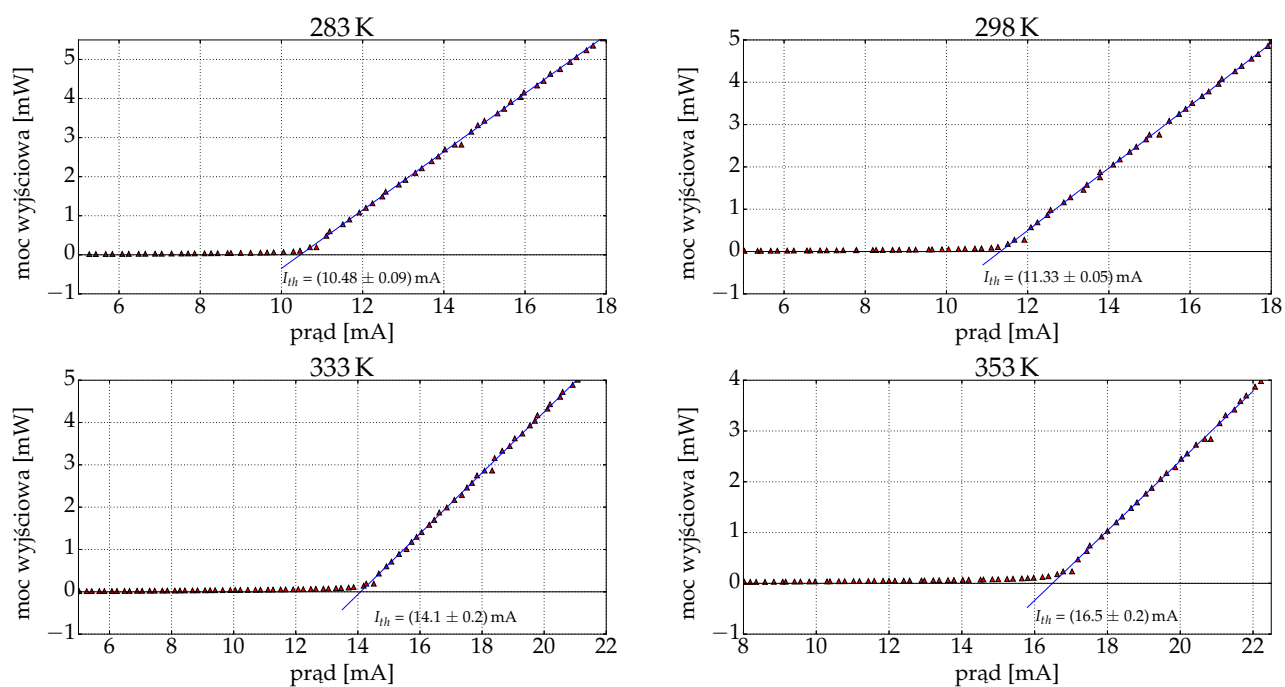 283 K
moc wyjściowa [mW]
5
4
3
2
1
0
−1
I_th = (10.48 ± 0.09) mA
6 8 10 12 14 16 18
prąd [mA]
298 K
moc wyjściowa [mW]
5
4
3
2
1
0
−1
I_th = (11.33 ± 0.05) mA
6 8 10 12 14 16 18
prąd [mA]
333 K
moc wyjściowa [mW]
5
4
3
2
1
0
−1
I_th = (14.1 ± 0.2) mA
6 8 10 12 14 16 18 20 22
prąd [mA]
353 K
moc wyjściowa [mW]
4
3
2
1
0
−1
I_th = (16.5 ± 0.2) mA
8 10 12 14 16 18 20 22
prąd [mA]